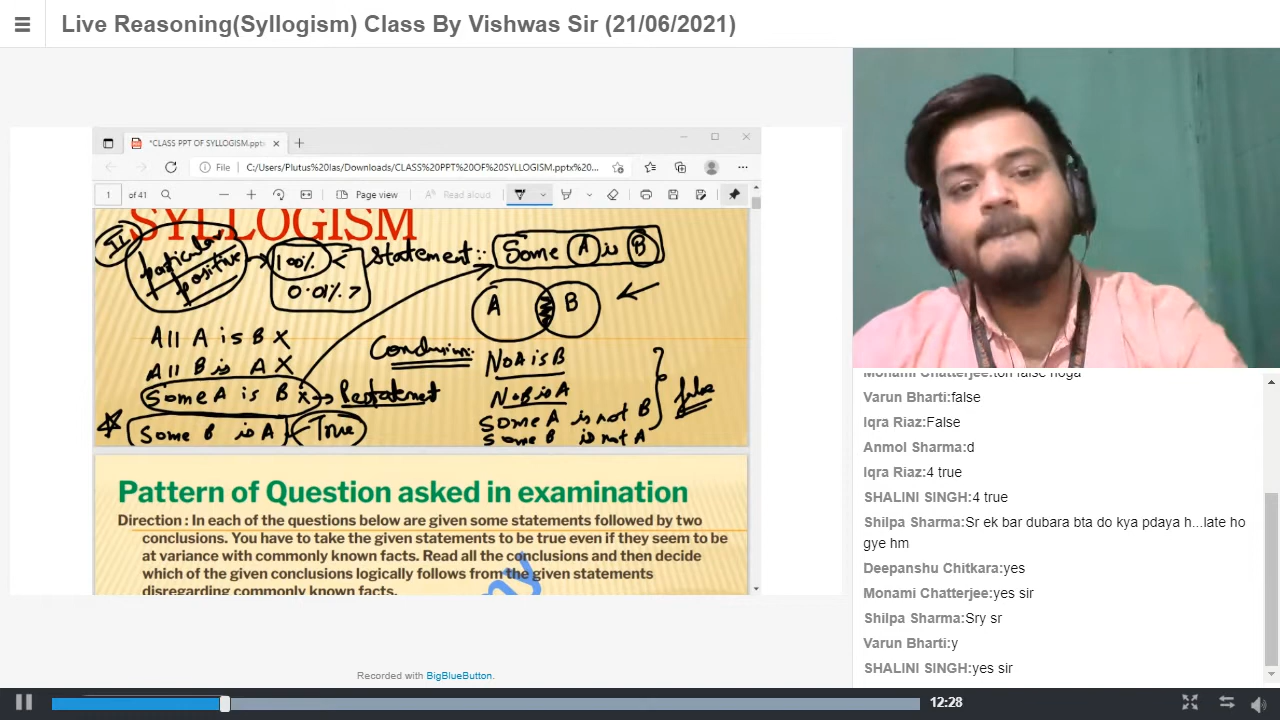 Live Reasoning(Syllogism) Class By Vishwas Sir (21/06/2021)
*CLASS PPT OF SYLLOGISM.pptx
File C:/Users/Plutus%20Ias/Downloads/CLASS%20PPT%20OF%20SYLLOGISM.pptx%20...
1 of 41 Page view Read aloud
SYLLOGISM
II
particular positive
100% <
0.01% >
Statement:: Some A is B
A B
All A is B X
All B is A X
Some A is B X → Restatement
Some B is A - True
Conclusion:
No A is B
No B is A
Some A is not B
Some B is not A
false
Pattern of Question asked in examination
Direction : In each of the questions below are given some statements followed by two
conclusions. You have to take the given statements to be true even if they seem to be
at variance with commonly known facts. Read all the conclusions and then decide
which of the given conclusions logically follows from the given statements
disregarding commonly known facts.
my
Recorded with BigBlueButton.
Monami Chatterjee:toh false hoga
Varun Bharti:false
Iqra Riaz:False
Anmol Sharma:d
Iqra Riaz:4 true
SHALINI SINGH:4 true
Shilpa Sharma:Sr ek bar dubara bta do kya pdaya h...late ho
gye hm
Deepanshu Chitkara:yes
Monami Chatterjee:yes sir
Shilpa Sharma:Sry sr
Varun Bharti:y
SHALINI SINGH:yes sir
12:28